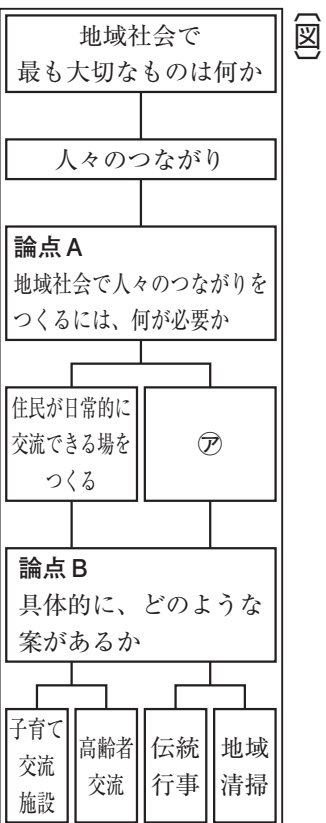 〔図〕
地域社会で
最も大切なものは何か
人々のつながり
論点A
地域社会で人々のつながりを
つくるには、何が必要か
住民が日常的に
交流できる場を
つくる
㋐
論点B
具体的に、どのような
案があるか
子育て
交流
施設
高齢者
交流
伝統
行事
地域
清掃